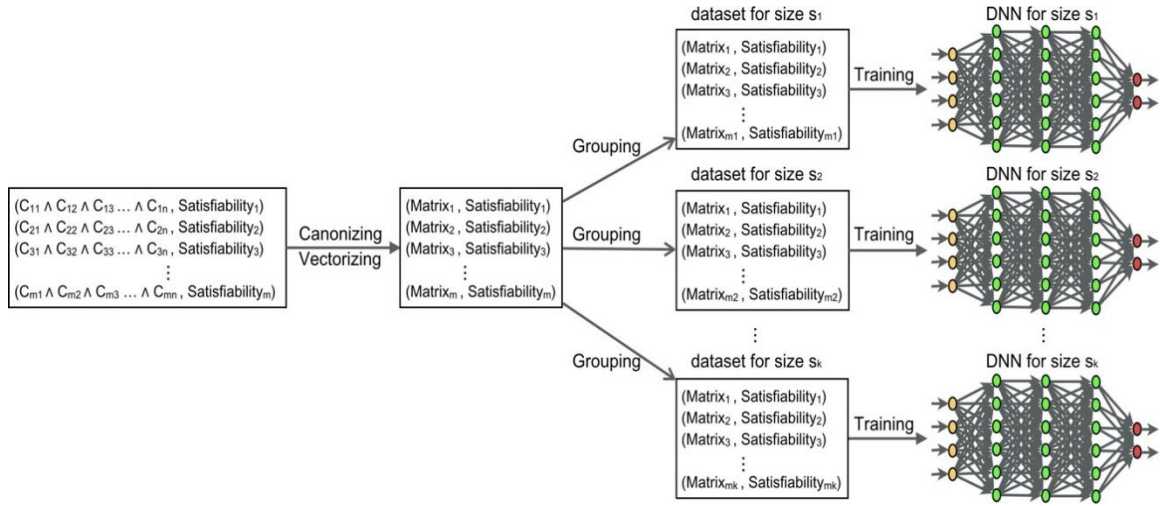 (C₁₁ ∧ C₁₂ ∧ C₁₃ ... ∧ C₁ₙ , Satisfiability₁)
(C₂₁ ∧ C₂₂ ∧ C₂₃ ... ∧ C₂ₙ , Satisfiability₂)
(C₃₁ ∧ C₃₂ ∧ C₃₃ ... ∧ C₃ₙ , Satisfiability₃)
⋮
(Cₘ₁ ∧ Cₘ₂ ∧ Cₘ₃ ... ∧ Cₘₙ , Satisfiabilityₘ)
Canonizing
Vectorizing
(Matrix₁ , Satisfiability₁)
(Matrix₂ , Satisfiability₂)
(Matrix₃ , Satisfiability₃)
⋮
(Matrixₘ , Satisfiabilityₘ)
Grouping
Grouping
Grouping
dataset for size s₁
(Matrix₁ , Satisfiability₁)
(Matrix₂ , Satisfiability₂)
(Matrix₃ , Satisfiability₃)
⋮
(Matrixₘ₁ , Satisfiabilityₘ₁)
Training
DNN for size s₁
dataset for size s₂
(Matrix₁ , Satisfiability₁)
(Matrix₂ , Satisfiability₂)
(Matrix₃ , Satisfiability₃)
⋮
(Matrixₘ₂ , Satisfiabilityₘ₂)
Training
DNN for size s₂
⋮
⋮
dataset for size sₖ
(Matrix₁ , Satisfiability₁)
(Matrix₂ , Satisfiability₂)
(Matrix₃ , Satisfiability₃)
⋮
(Matrixₘₖ , Satisfiabilityₘₖ)
Training
DNN for size sₖ